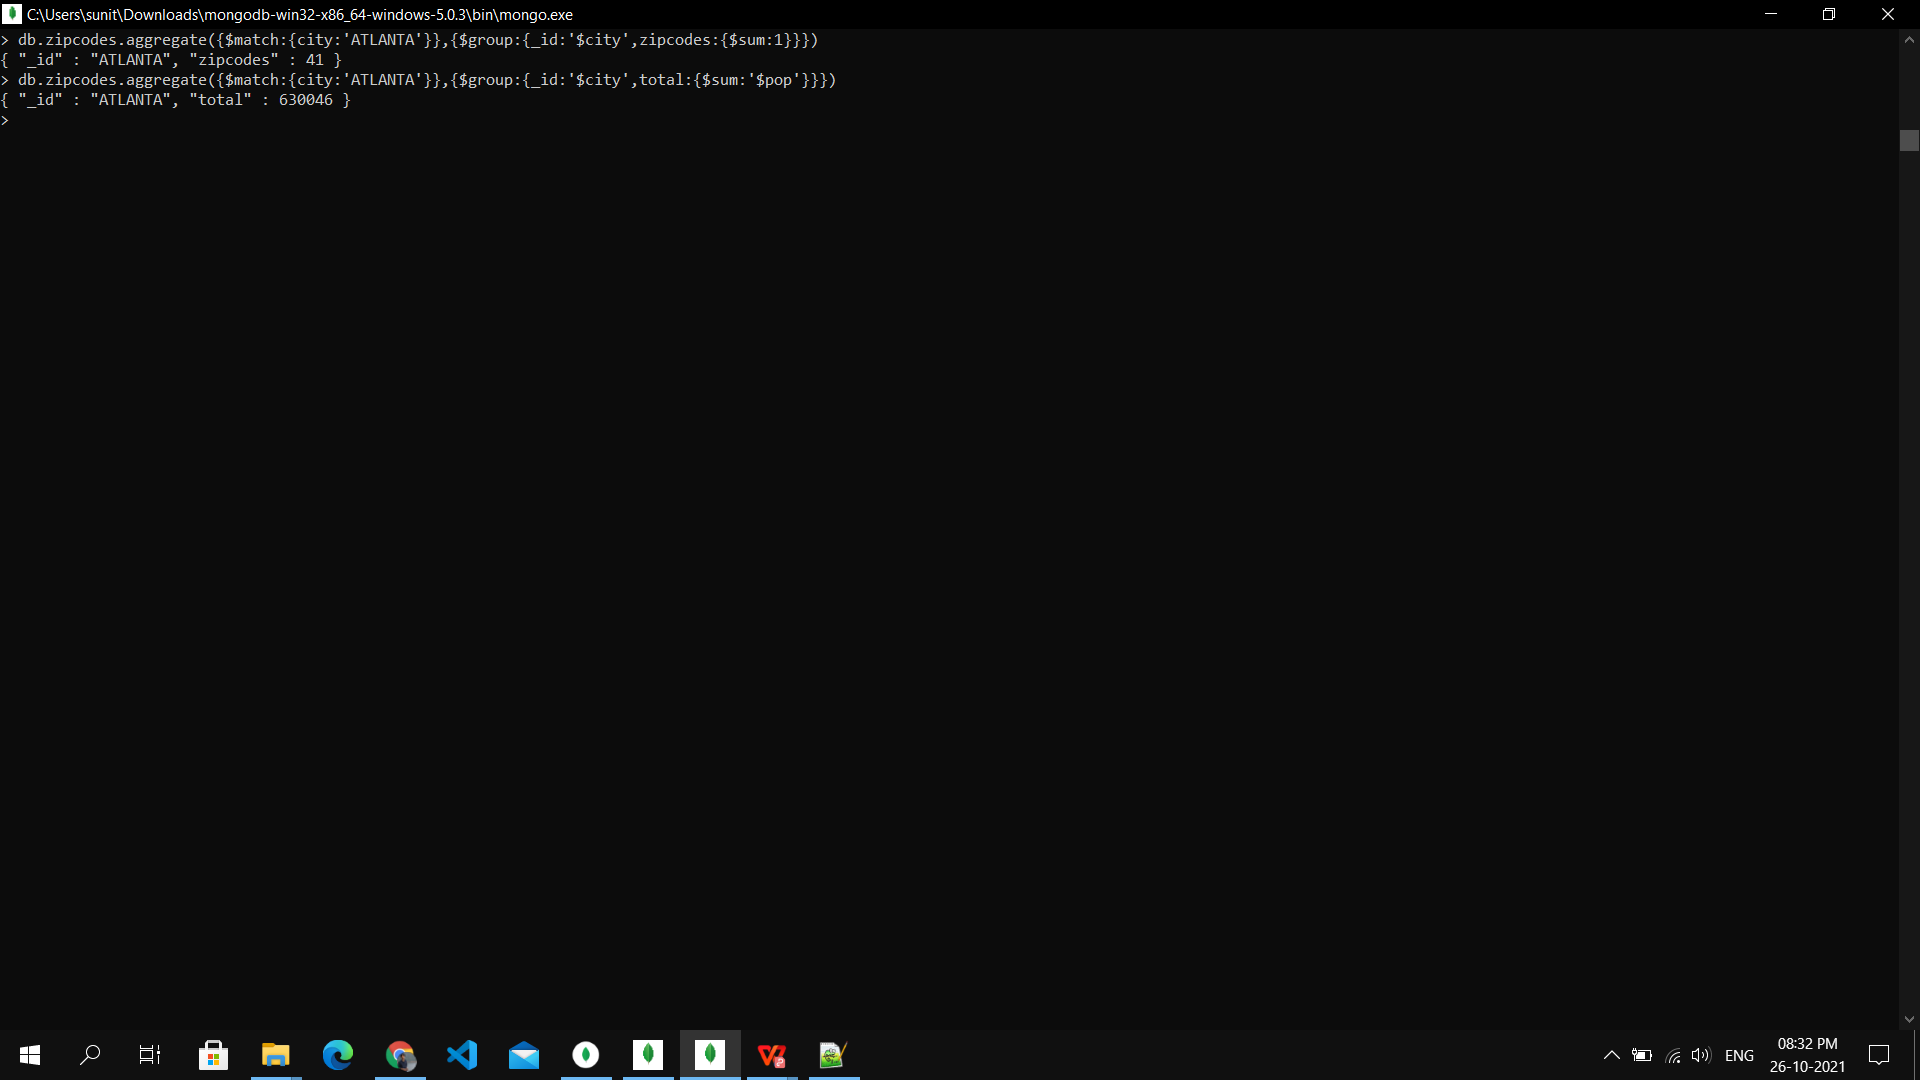 C:\Users\sunit\Downloads\mongodb-win32-x86_64-windows-5.0.3\bin\mongo.exe
> db.zipcodes.aggregate({$match:{city:'ATLANTA'}},{$group:{_id:'$city',zipcodes:{$sum:1}}})
{ "_id" : "ATLANTA", "zipcodes" : 41 }
> db.zipcodes.aggregate({$match:{city:'ATLANTA'}},{$group:{_id:'$city',total:{$sum:'$pop'}}})
{ "_id" : "ATLANTA", "total" : 630046 }
>
ENG
08:32 PM
26-10-2021